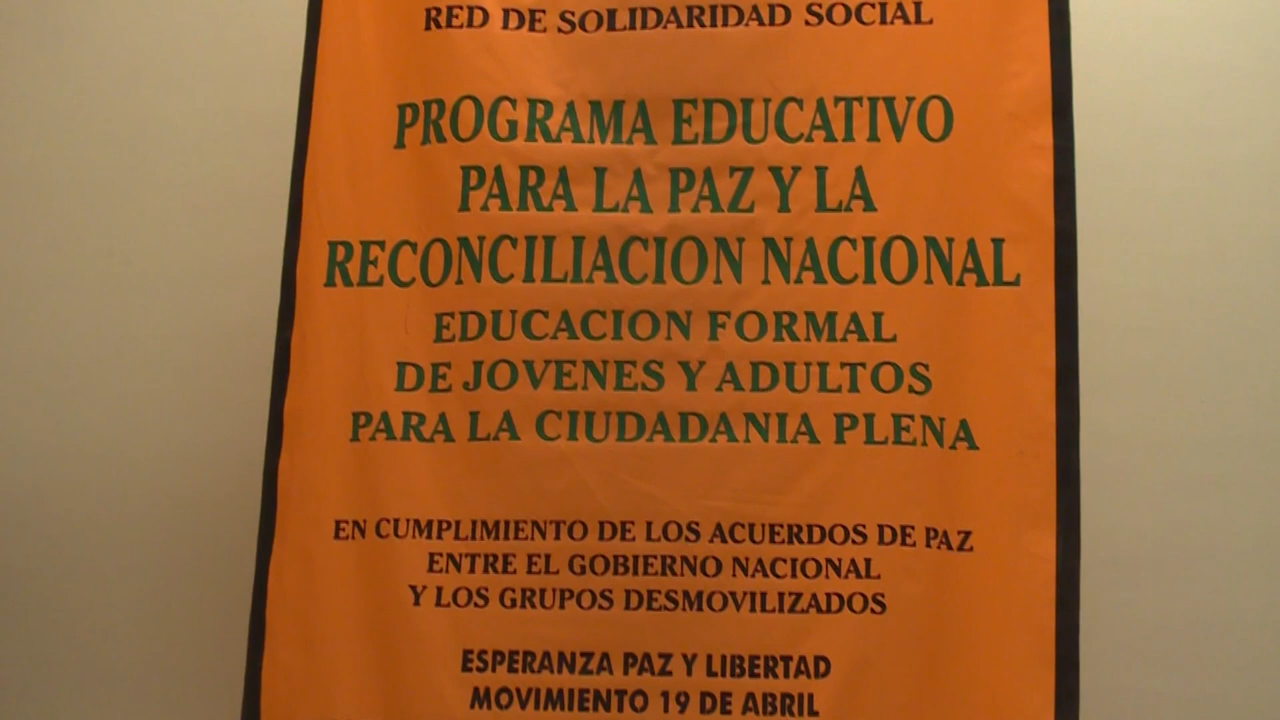 RED DE SOLIDARIDAD SOCIAL
PROGRAMA EDUCATIVO
PARA LA PAZ Y LA
RECONCILIACION NACIONAL
EDUCACION FORMAL
DE JOVENES Y ADULTOS
PARA LA CIUDADANIA PLENA
EN CUMPLIMIENTO DE LOS ACUERDOS DE PAZ
ENTRE EL GOBIERNO NACIONAL
Y LOS GRUPOS DESMOVILIZADOS
ESPERANZA PAZ Y LIBERTAD
MOVIMIENTO 19 DE ABRIL